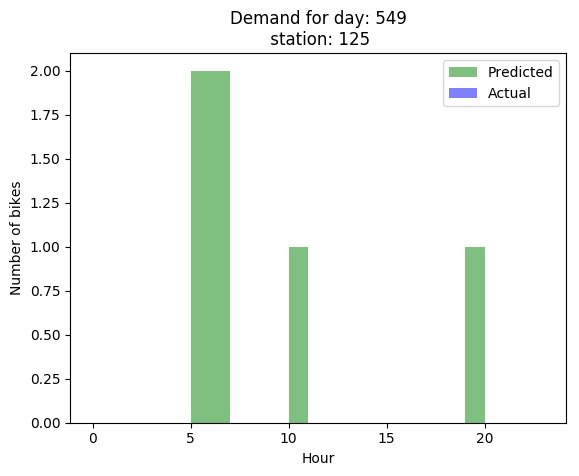 Demand for day: 549
station: 125
Predicted
Actual
2.00
1.75
1.50
1.25
1.00
0.75
0.50
0.25
0.00
Number of bikes
0 5 10 15 20
Hour